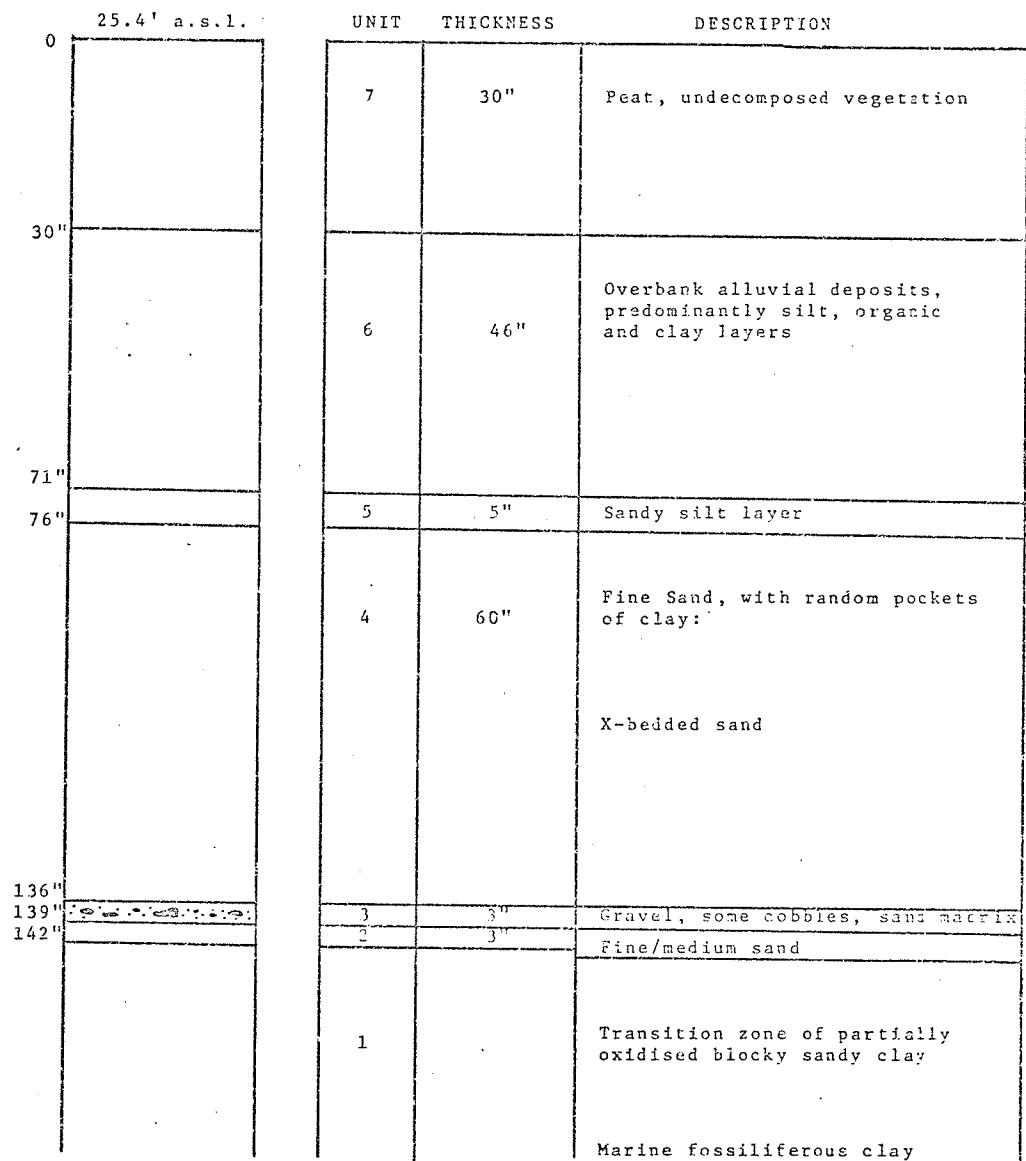 25.4' a.s.l. UNIT THICKNESS DESCRIPTION
0
7 30" Peat, undecomposed vegetation
30"
Overbank alluvial deposits,
predominantly silt, organic
6 46" and clay layers
71"
5 5" Sandy silt layer
76"
Fine Sand, with random pockets
4 60" of clay:
X-bedded sand
136"
139" 3 3" Gravel, some cobbles, sand matrix
142" 2 3" Fine/medium sand
Transition zone of partially
1 oxidised blocky sandy clay
Marine fossiliferous clay